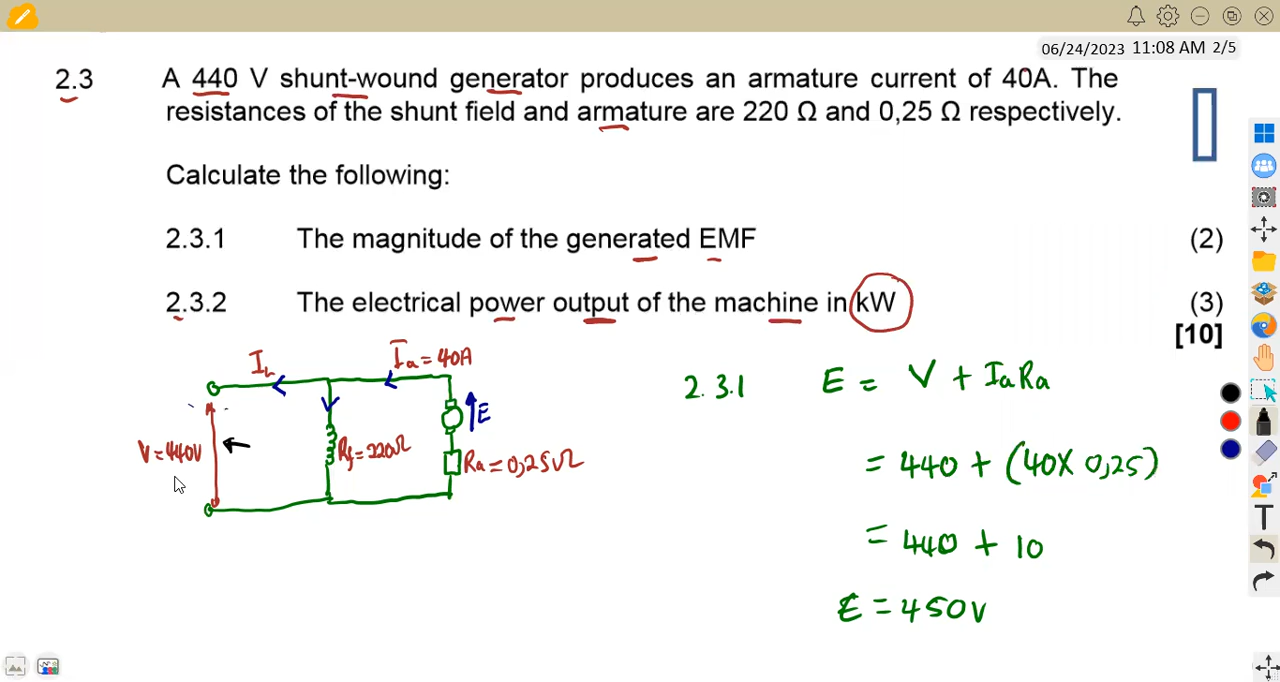 06/24/2023 11:08 AM 2/5
2.3 A 440 V shunt-wound generator produces an armature current of 40A. The
resistances of the shunt field and armature are 220 Ω and 0,25 Ω respectively.
Calculate the following:
2.3.1 The magnitude of the generated EMF (2)
2.3.2 The electrical power output of the machine in kW (3)
[10]
IL
Ia = 40A
E
V = 440V
Rf = 220Ω
Ra = 0,25Ω
2.3.1 E = V + IaRa
= 440 + (40X 0,25)
= 440 + 10
E = 450V
T